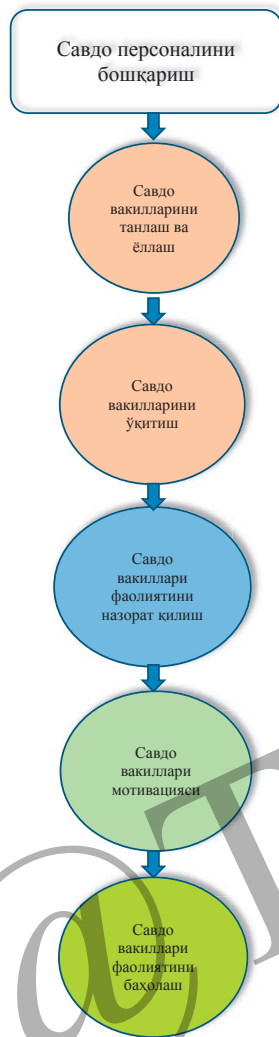 Савдо персоналини
бошқариш
Савдо
вакилларини
танлаш ва
ёллаш
Савдо
вакилларини
ўқитиш
Савдо
вакиллари
фаолиятини
назорат қилиш
Савдо
вакиллари
мотивацияси
Савдо
вакиллари
фаолиятини
баҳолаш